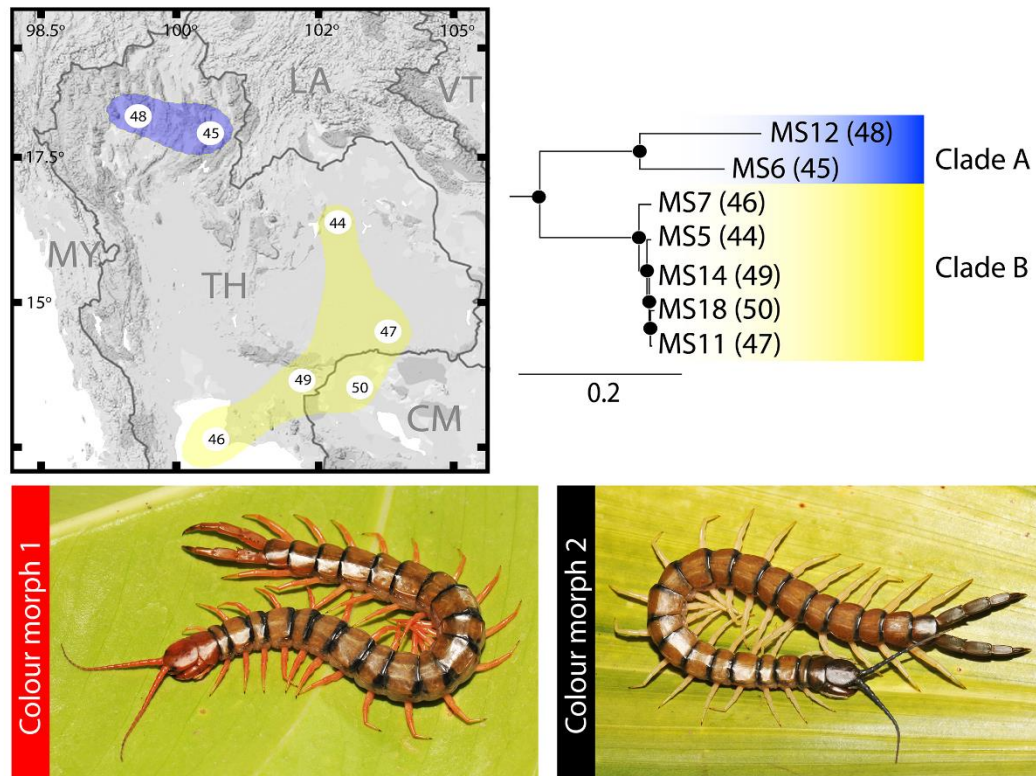 98.5°
100°
102°
105°
LA
VT
48
45
17.5°
44
MY
TH
15°
47
49
50
46
CM
MS12 (48)
MS6 (45)
Clade A
MS7 (46)
MS5 (44)
MS14 (49)
MS18 (50)
MS11 (47)
Clade B
0.2
Colour morph 1
Colour morph 2